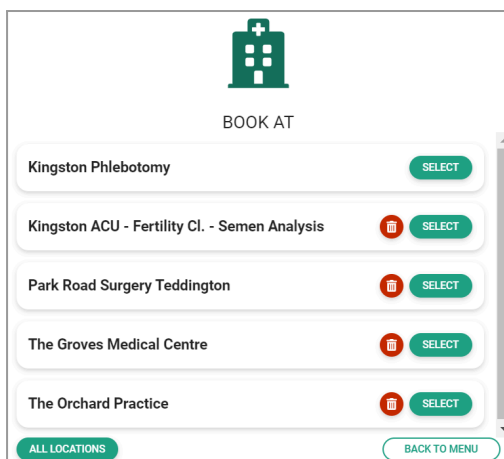 BOOK AT
Kingston Phlebotomy SELECT
Kingston ACU - Fertility Cl. - Semen Analysis SELECT
Park Road Surgery Teddington SELECT
The Groves Medical Centre SELECT
The Orchard Practice SELECT
ALL LOCATIONS BACK TO MENU